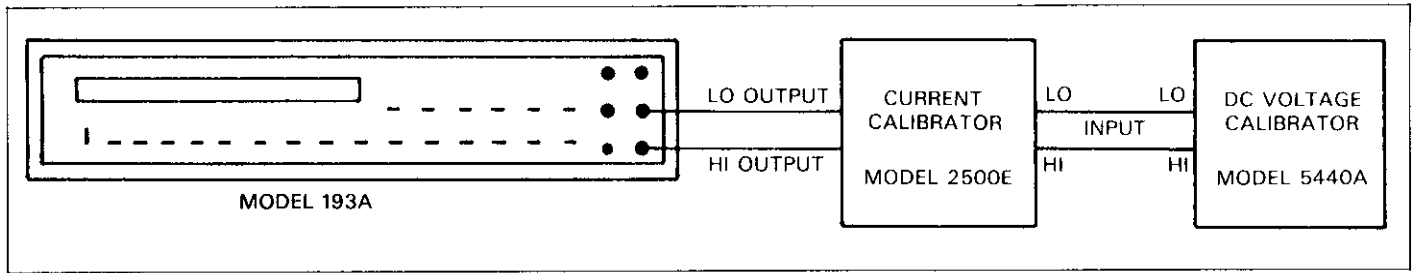 LO OUTPUT
HI OUTPUT
MODEL 193A
CURRENT
CALIBRATOR
MODEL 2500E
LO
LO
INPUT
HI
HI
DC VOLTAGE
CALIBRATOR
MODEL 5440A